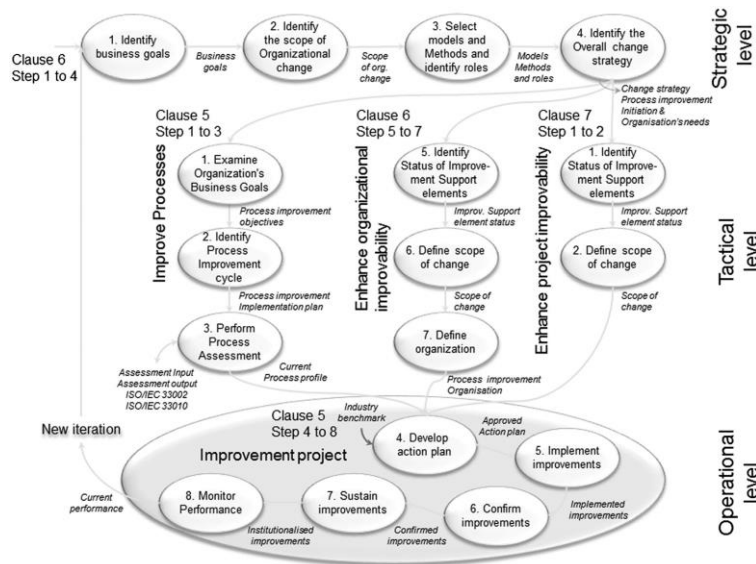 Clause 6
Step 1 to 4
1. Identify
business goals
Business
goals
2. Identify
the scope of
Organizational
change
Scope
of org.
change
3. Select
models and
Methods and
identify roles
Models
Methods
and roles
4. Identify the
Overall change
strategy
Strategic
level
Change strategy
Process improvement
Initiation &
Organisation's needs
Clause 5
Step 1 to 3
Clause 6
Step 5 to 7
Clause 7
Step 1 to 2
Improve Processes
1. Examine
Organization's
Business Goals
Process improvement
objectives
2. Identify
Process
Improvement
cycle
Process improvement
Implementation plan
3. Perform
Process
Assessment
Assessment Input
Assessment output
ISO/IEC 33002
ISO/IEC 33010
Current
Process profile
Enhance organizational
improvability
5. Identify
Status of Improve-
ment Support
elements
Improv. Support
element status
6. Define scope
of change
Scope of
change
7. Define
organization
Process improvement
Organisation
Enhance project improvability
1. Identify
Status of Improve-
ment Support
elements
Improv. Support
element status
2. Define scope
of change
Scope of
change
Tactical
level
New iteration
Clause 5
Step 4 to 8
Improvement project
Industry
benchmark
4. Develop
action plan
Approved
Action plan
5. Implement
improvements
Implemented
improvements
6. Confirm
improvements
Confirmed
improvements
7. Sustain
improvements
Institutionalised
improvements
8. Monitor
Performance
Current
performance
Operational
level